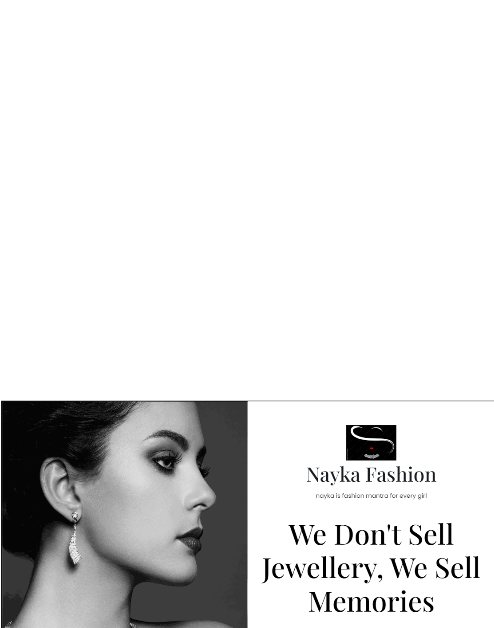 Nayka Fashion
nayka is fashion mantra for every girl
We Don't Sell
Jewellery, We Sell
Memories